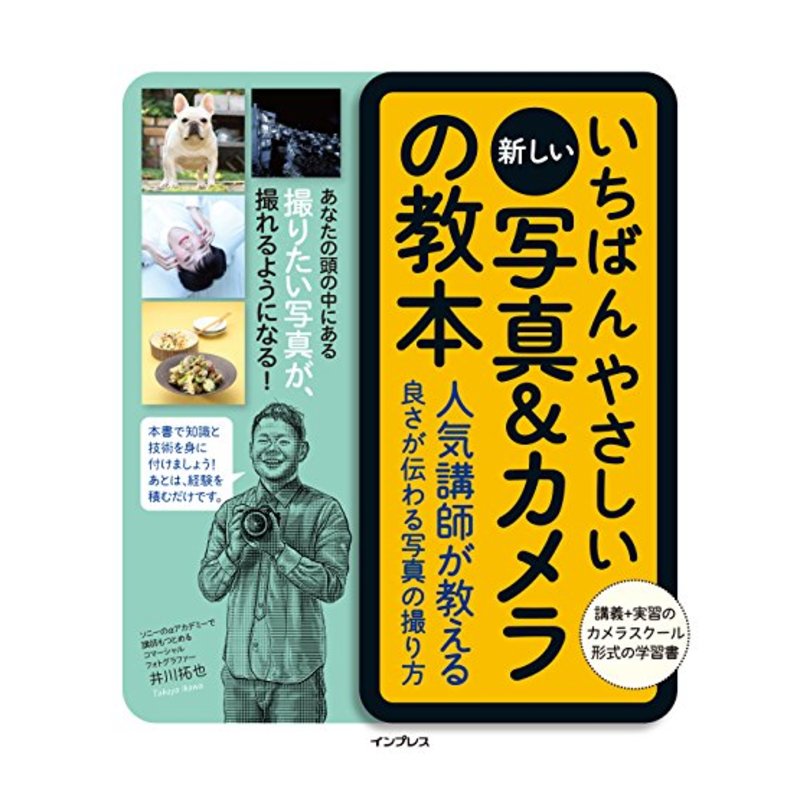 いちばんやさしい
新しい
写真&カメラ
の教本
人気講師が教える
良さが伝わる写真の撮り方
講義+実習の
カメラスクール
形式の学習書
あなたの頭の中にある
撮りたい写真が、
撮れるようになる!
本書で知識と
技術を身に
付けましょう!
あとは、経験を
積むだけです。
ソニーのαアカデミーで
講師もつとめる
コマーシャル
フォトグラファー
井川拓也
Takuya Ikawa
インプレス